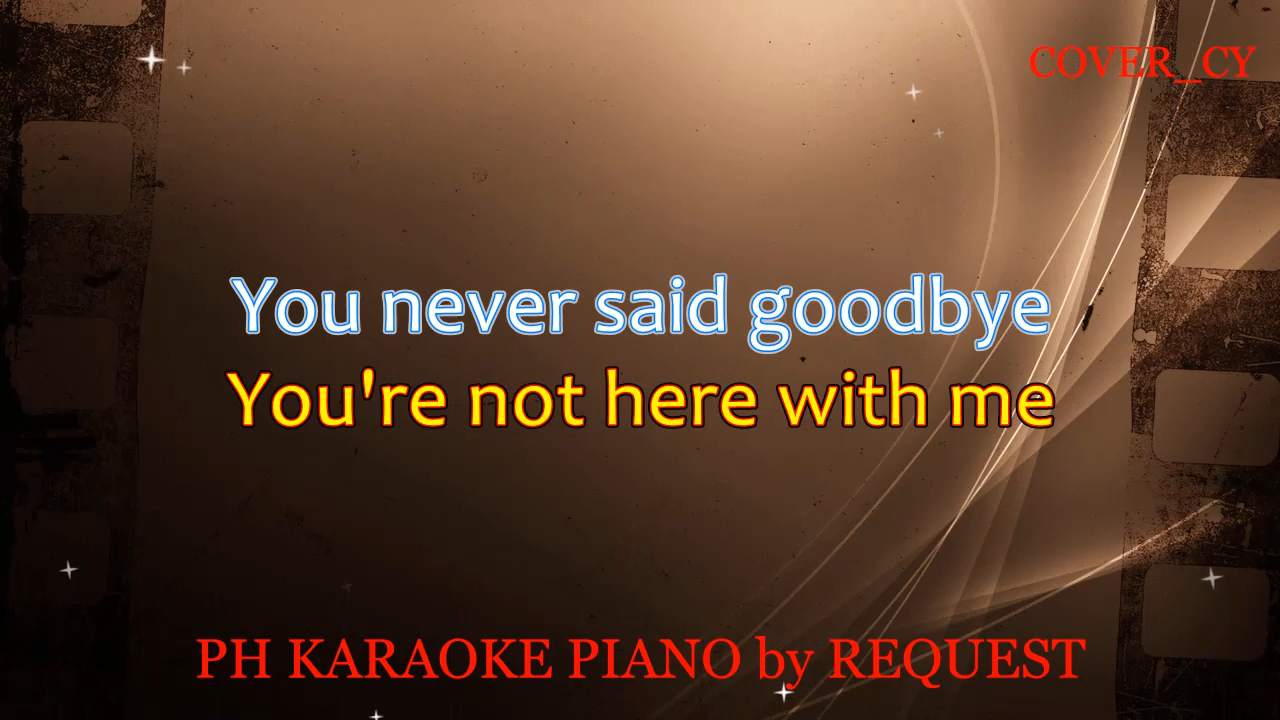 COVER_CY
You never said goodbye
You're not here with me
PH KARAOKE PIANO by REQUEST